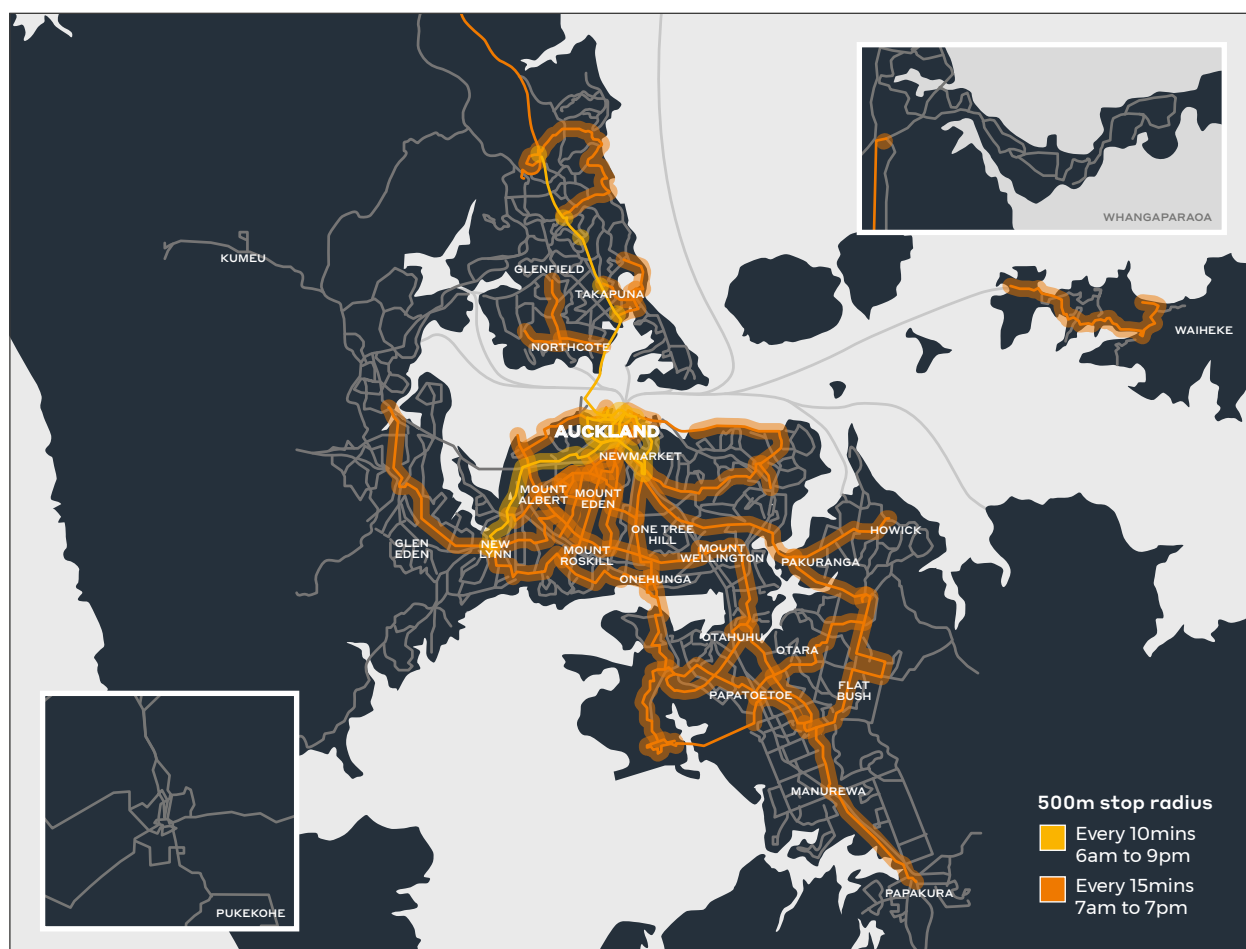 WHANGAPARAOA
KUMEU
GLENFIELD
TAKAPUNA
WAIHEKE
NORTHCOTE
AUCKLAND
NEWMARKET
MOUNT
ALBERT
MOUNT
EDEN
ONE TREE
HILL
HOWICK
GLEN
EDEN
NEW
LYNN
MOUNT
ROSKILL
MOUNT
WELLINGTON
PAKURANGA
ONEHUNGA
OTAHUHU
OTARA
PAPATOETOE
FLAT
BUSH
MANUREWA
PAPAKURA
PUKEKOHE
500m stop radius
Every 10mins
6am to 9pm
Every 15mins
7am to 7pm